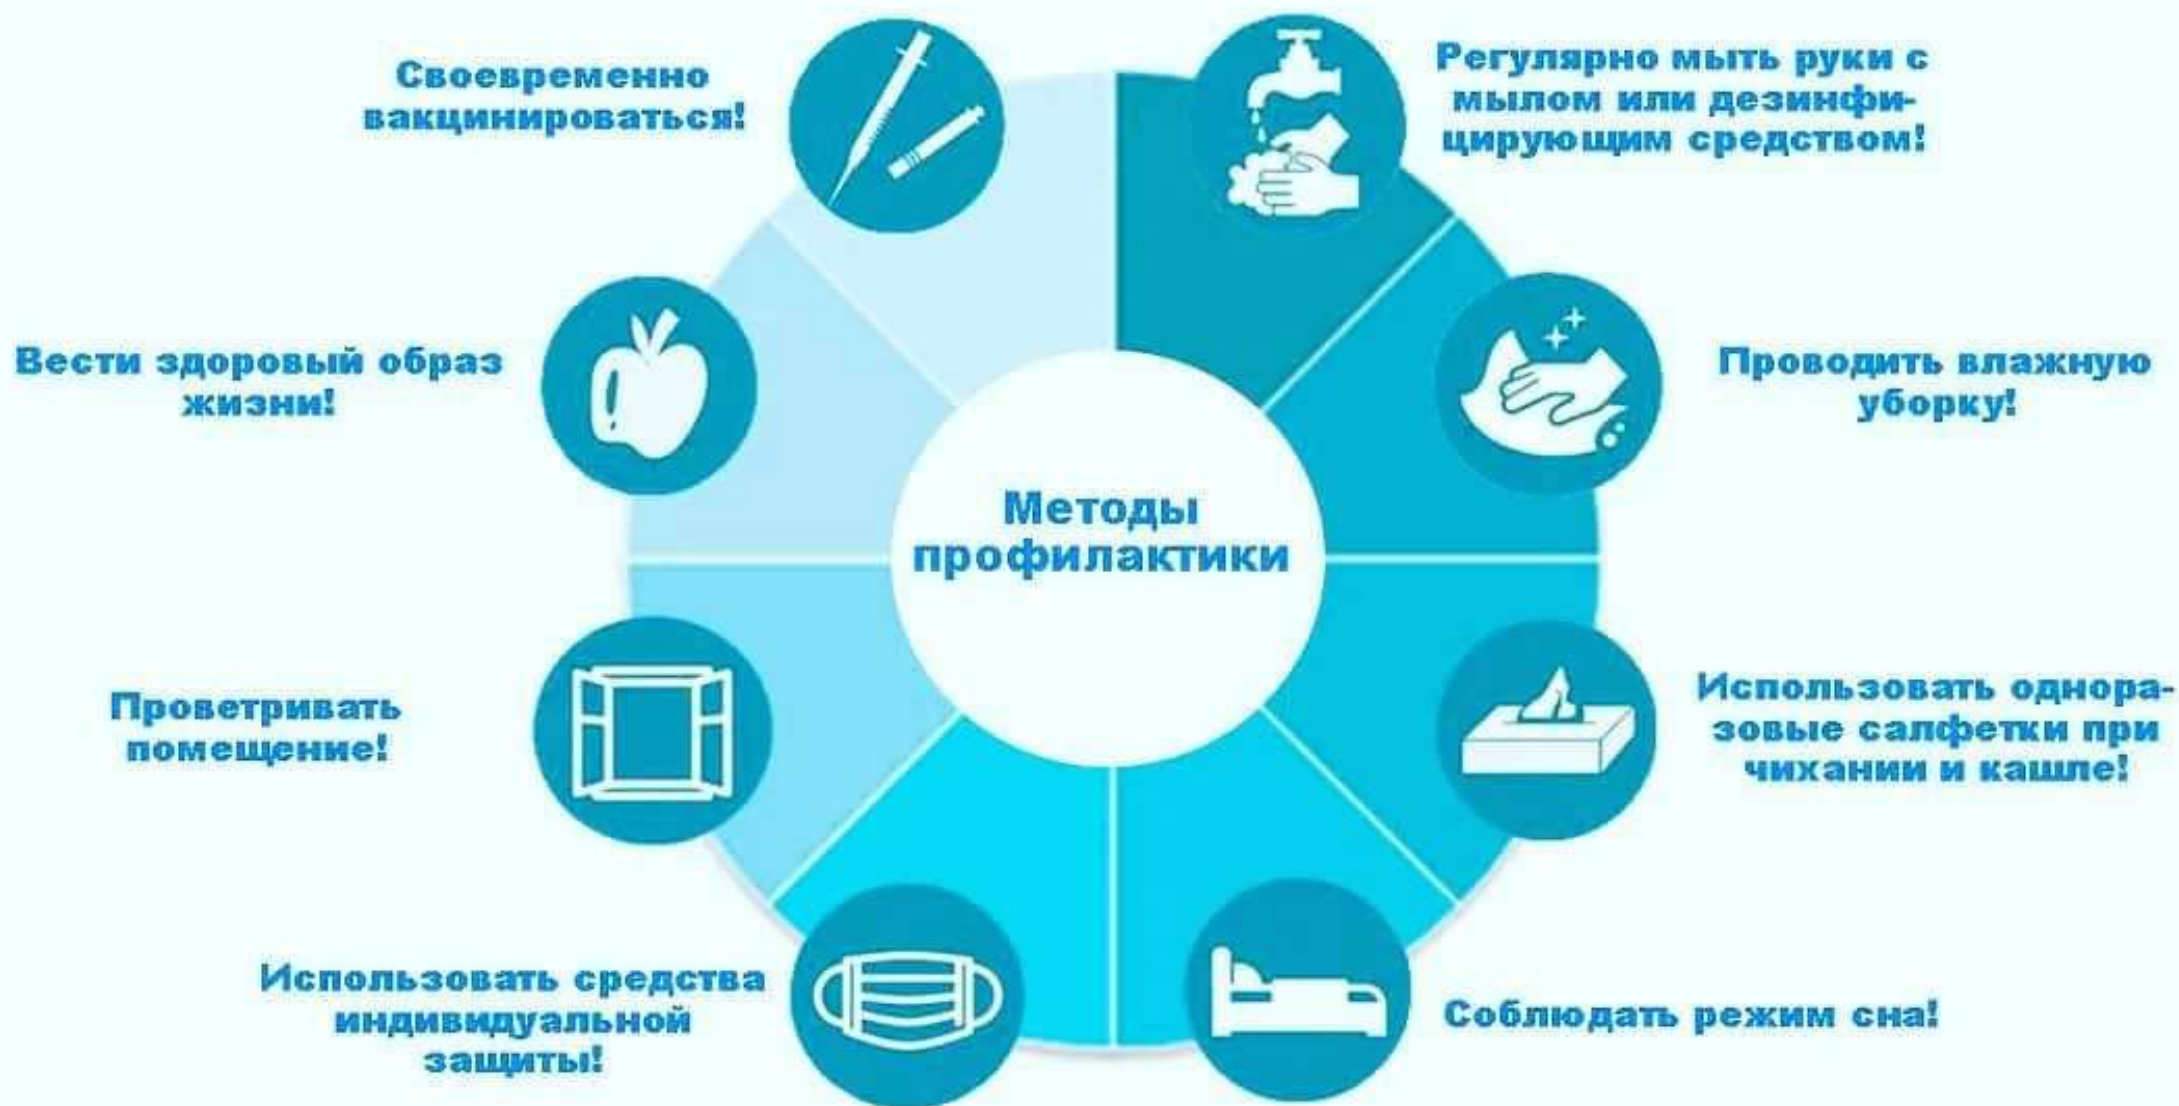 Своевременно
вакцинироваться!
Регулярно мыть руки с
мылом или дезинфи-
цирующим средством!
Вести здоровый образ
жизни!
Проводить влажную
уборку!
Методы
профилактики
Проветривать
помещение!
Использовать однора-
зовые салфетки при
чихании и кашле!
Использовать средства
индивидуальной
защиты!
Соблюдать режим сна!